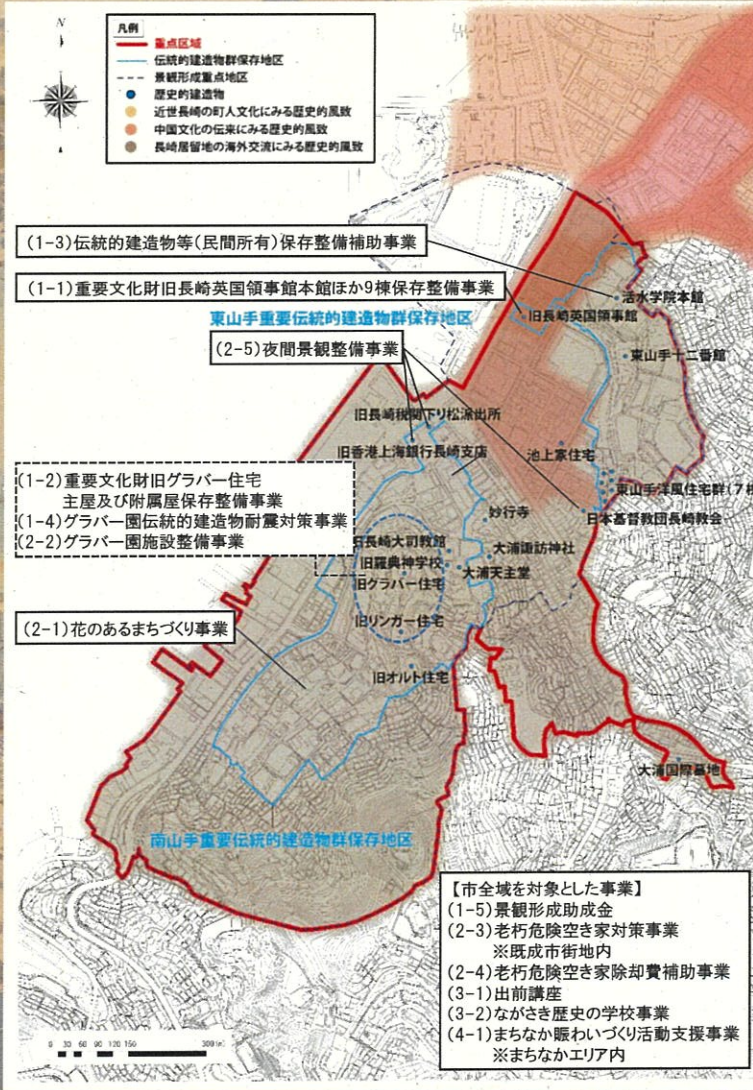 N
凡例
重点区域
伝統的建造物群保存地区
景観形成重点地区
歴史的建造物
近世長崎の町人文化にみる歴史的風致
中国文化の伝来にみる歴史的風致
長崎居留地の海外交流にみる歴史的風致
(1-3)伝統的建造物等(民間所有)保存整備補助事業
(1-1)重要文化財旧長崎英国領事館本館ほか9棟保存整備事業
活水学院本館
旧長崎英国領事館
東山手重要伝統的建造物群保存地区
(2-5)夜間景観整備事業
東山手十二番館
旧長崎税関下り松派出所
旧香港上海銀行長崎支店
池上家住宅
東山手洋風住宅群(7棟
日本基督教団長崎教会
(1-2)重要文化財旧グラバー住宅
主屋及び附属屋保存整備事業
(1-4)グラバー園伝統的建造物耐震対策事業
(2-2)グラバー園施設整備事業
妙行寺
旧長崎大司教館
大浦諏訪神社
旧羅典神学校
大浦天主堂
旧グラバー住宅
(2-1)花のあるまちづくり事業
旧リンガー住宅
旧オルト住宅
大浦国際墓地
南山手重要伝統的建造物群保存地区
【市全域を対象とした事業】
(1-5)景観形成助成金
(2-3)老朽危険空き家対策事業
※既成市街地内
(2-4)老朽危険空き家除却費補助事業
(3-1)出前講座
(3-2)ながさき歴史の学校事業
(4-1)まちなか賑わいづくり活動支援事業
※まちなかエリア内
0 30 60 90 120 150 300(m)